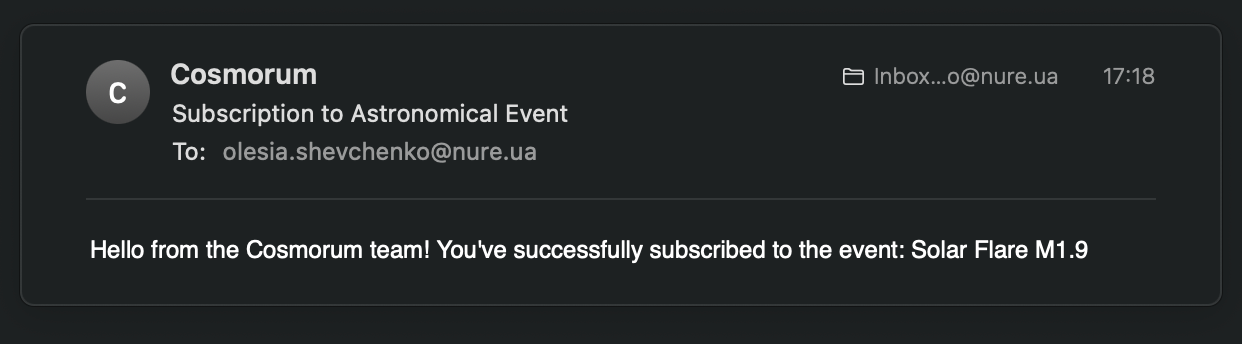 C
Cosmorum
Inbox...o@nure.ua
17:18
Subscription to Astronomical Event
To: olesia.shevchenko@nure.ua
Hello from the Cosmorum team! You've successfully subscribed to the event: Solar Flare M1.9